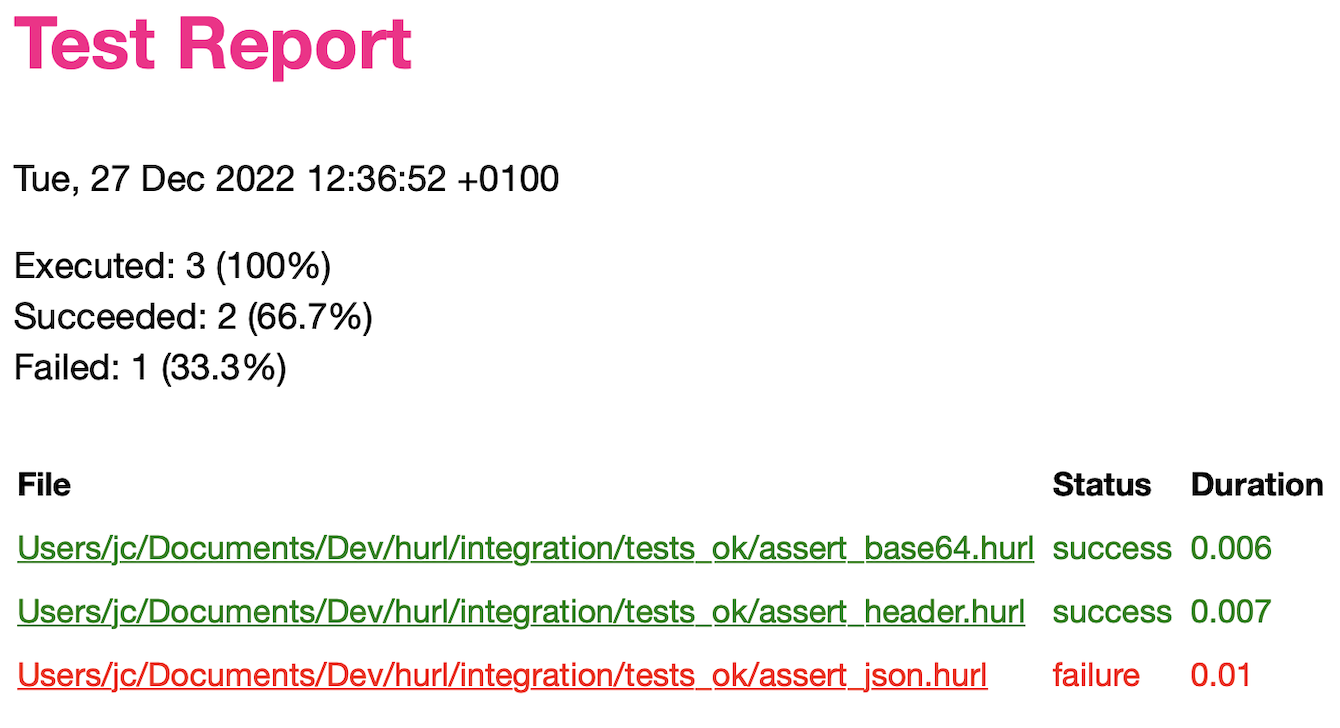 Test Report
Tue, 27 Dec 2022 12:36:52 +0100
Executed: 3 (100%)
Succeeded: 2 (66.7%)
Failed: 1 (33.3%)
File Status Duration
Users/jc/Documents/Dev/hurl/integration/tests_ok/assert_base64.hurl success 0.006
Users/jc/Documents/Dev/hurl/integration/tests_ok/assert_header.hurl success 0.007
Users/jc/Documents/Dev/hurl/integration/tests_ok/assert_json.hurl failure 0.01